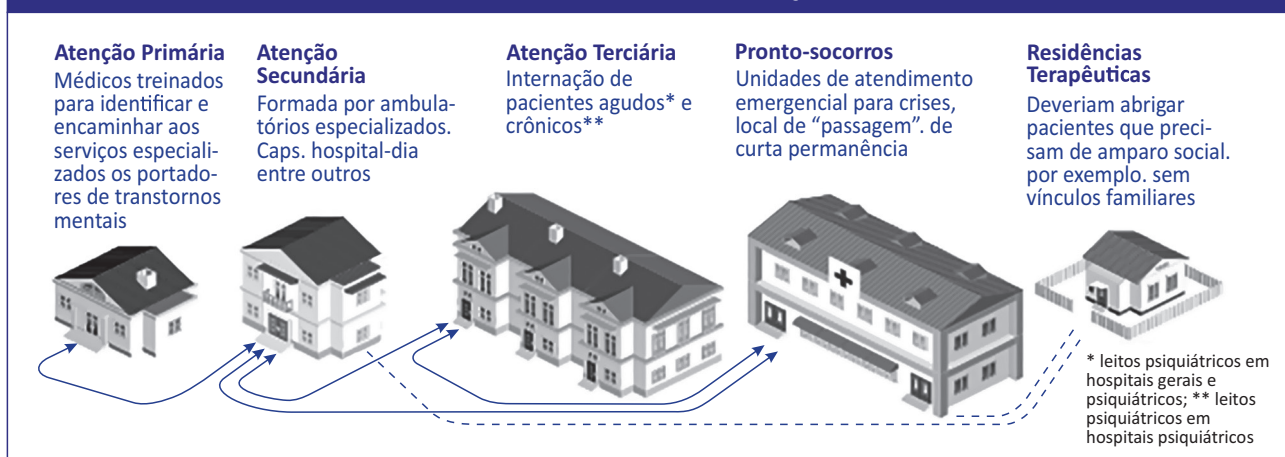 Atenção Primária
Médicos treinados
para identificar e
encaminhar aos
serviços especiali-
zados os portado-
res de transtornos
mentais
Atenção
Secundária
Formada por ambula-
tórios especializados.
Caps. hospital-dia
entre outros
Atenção Terciária
Internação de
pacientes agudos* e
crônicos**
Pronto-socorros
Unidades de atendimento
emergencial para crises,
local de “passagem”. de
curta permanência
Residências
Terapêuticas
Deveriam abrigar
pacientes que preci-
sam de amparo social.
por exemplo. sem
vínculos familiares
* leitos psiquiátricos em
hospitais gerais e
psiquiátricos; ** leitos
psiquiátricos em
hospitais psiquiátricos